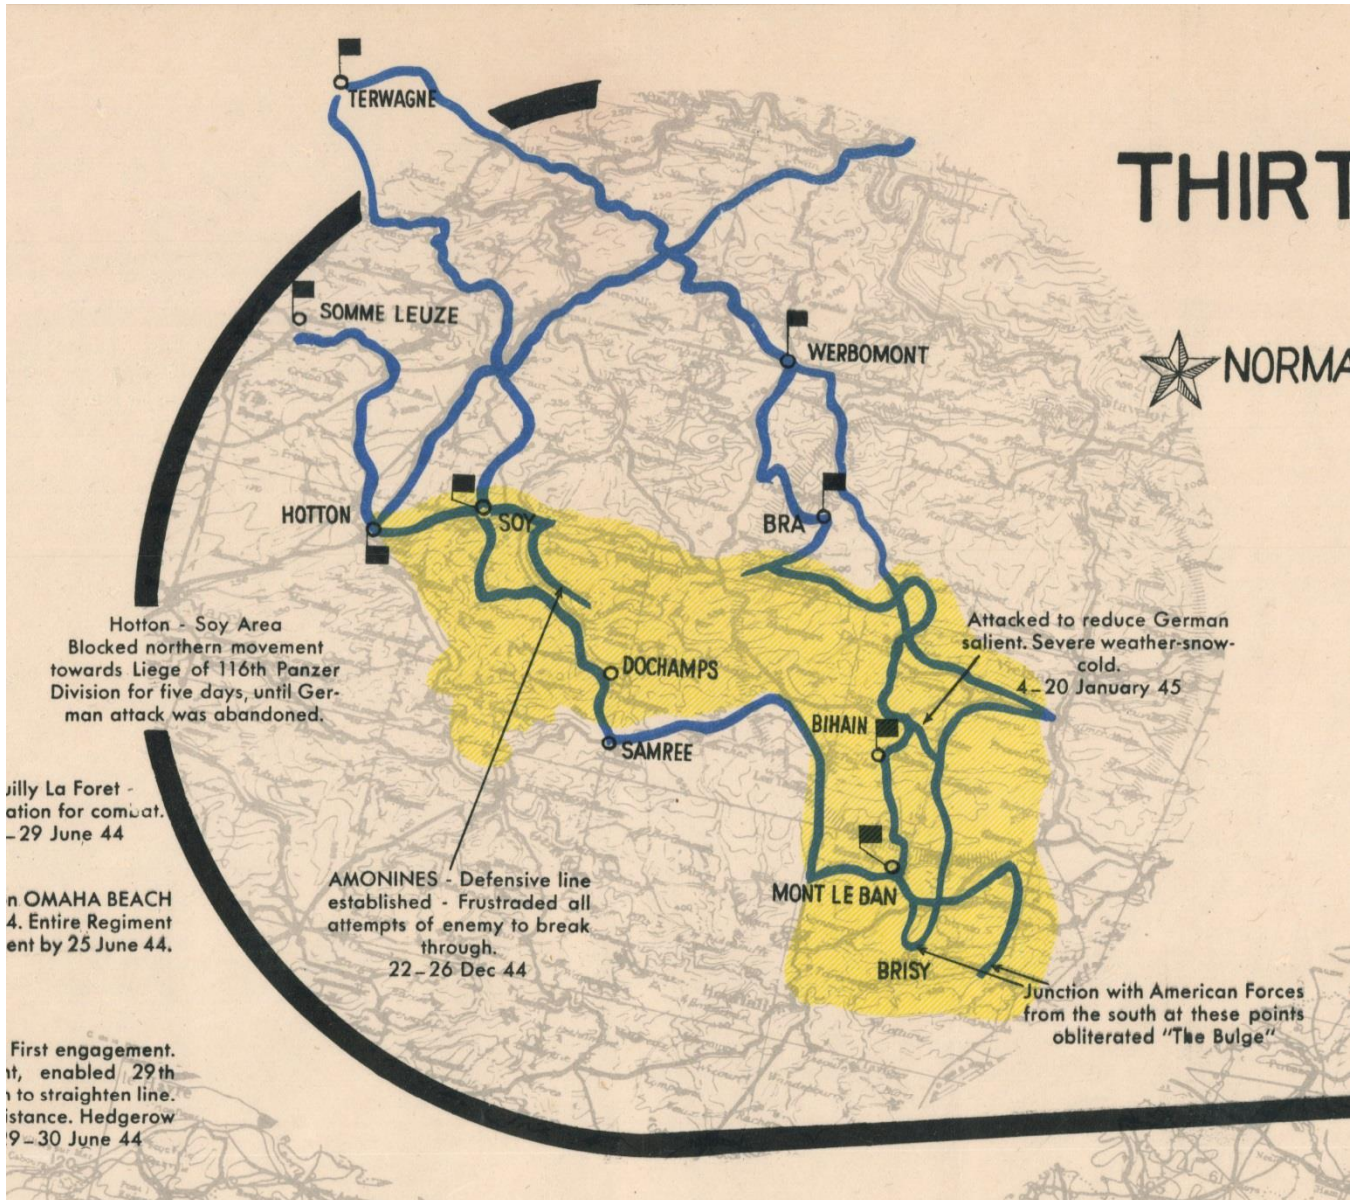 TERWAGNE
THIRT
SOMME LEUZE
WERBOMONT
NORMA
HOTTON
SOY
BRA
Hotton - Soy Area
Blocked northern movement
towards Liege of 116th Panzer
Division for five days, until Ger-
man attack was abandoned.
Attacked to reduce German
salient. Severe weather-snow-
cold.
4-20 January 45
DOCHAMPS
BIHAIN
SAMREE
uilly La Foret -
ation for combat.
-29 June 44
AMONINES - Defensive line
established - Frustraded all
attempts of enemy to break
through.
22-26 Dec 44
MONT LE BAN
n OMAHA BEACH
4. Entire Regiment
ent by 25 June 44.
BRISY
Junction with American Forces
from the south at these points
obliterated "The Bulge"
First engagement.
nt, enabled 29th
n to straighten line.
istance. Hedgerow
29-30 June 44